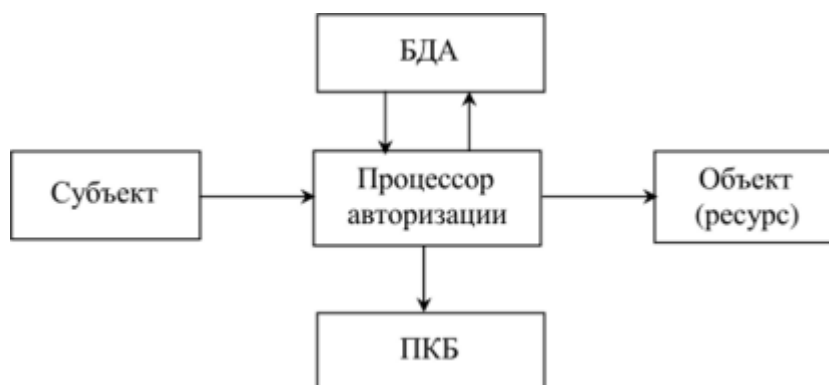 БДА
Субъект
Процессор
авторизации
Объект
(ресурс)
ПКБ